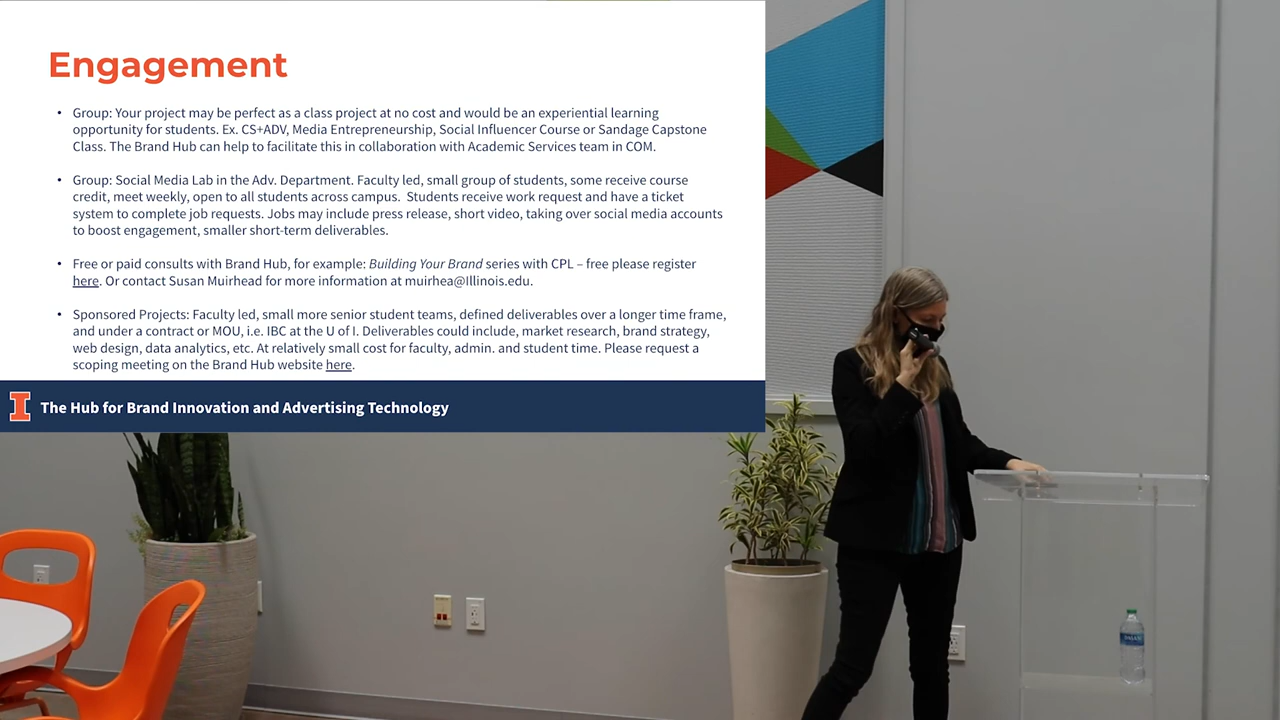 Engagement
• Group: Your project may be perfect as a class project at no cost and would be an experiential learning
opportunity for students. Ex. CS+ADV, Media Entrepreneurship, Social Influencer Course or Sandage Capstone
Class. The Brand Hub can help to facilitate this in collaboration with Academic Services team in COM.
• Group: Social Media Lab in the Adv. Department. Faculty led, small group of students, some receive course
credit, meet weekly, open to all students across campus. Students receive work request and have a ticket
system to complete job requests. Jobs may include press release, short video, taking over social media accounts
to boost engagement, smaller short-term deliverables.
• Free or paid consults with Brand Hub, for example: Building Your Brand series with CPL – free please register
here. Or contact Susan Muirhead for more information at muirhea@Illinois.edu.
• Sponsored Projects: Faculty led, small more senior student teams, defined deliverables over a longer time frame,
and under a contract or MOU, i.e. IBC at the U of I. Deliverables could include, market research, brand strategy,
web design, data analytics, etc. At relatively small cost for faculty, admin. and student time. Please request a
scoping meeting on the Brand Hub website here.
I The Hub for Brand Innovation and Advertising Technology